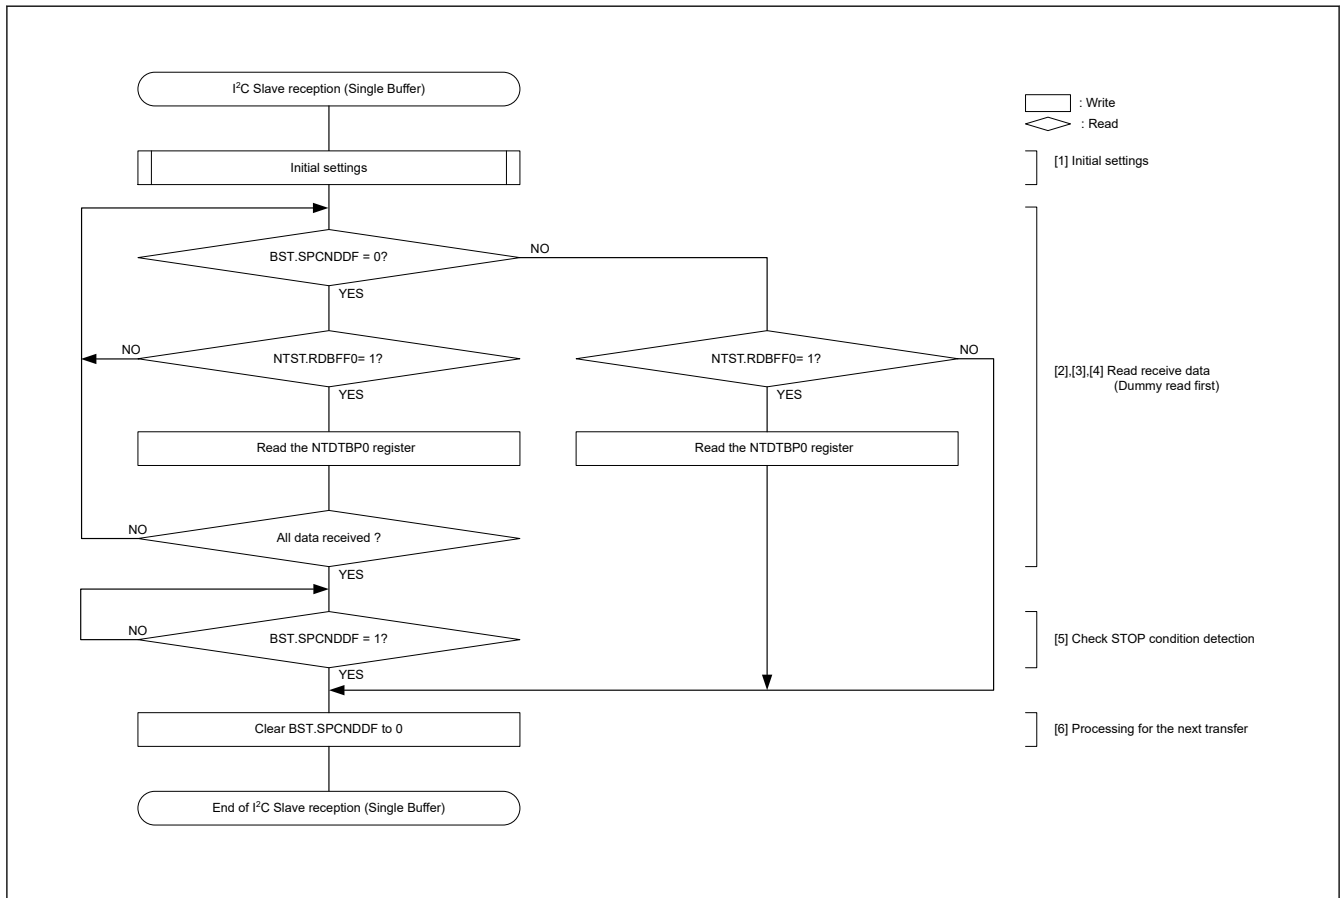 I²C Slave reception (Single Buffer)
: Write
: Read
Initial settings
[1] Initial settings
BST.SPCNDDF = 0?
NO
YES
NO
NTST.RDBFF0= 1?
YES
NTST.RDBFF0= 1?
NO
YES
[2],[3],[4] Read receive data
(Dummy read first)
Read the NTDTBP0 register
Read the NTDTBP0 register
NO
All data received ?
YES
NO
BST.SPCNDDF = 1?
YES
[5] Check STOP condition detection
Clear BST.SPCNDDF to 0
[6] Processing for the next transfer
End of I²C Slave reception (Single Buffer)